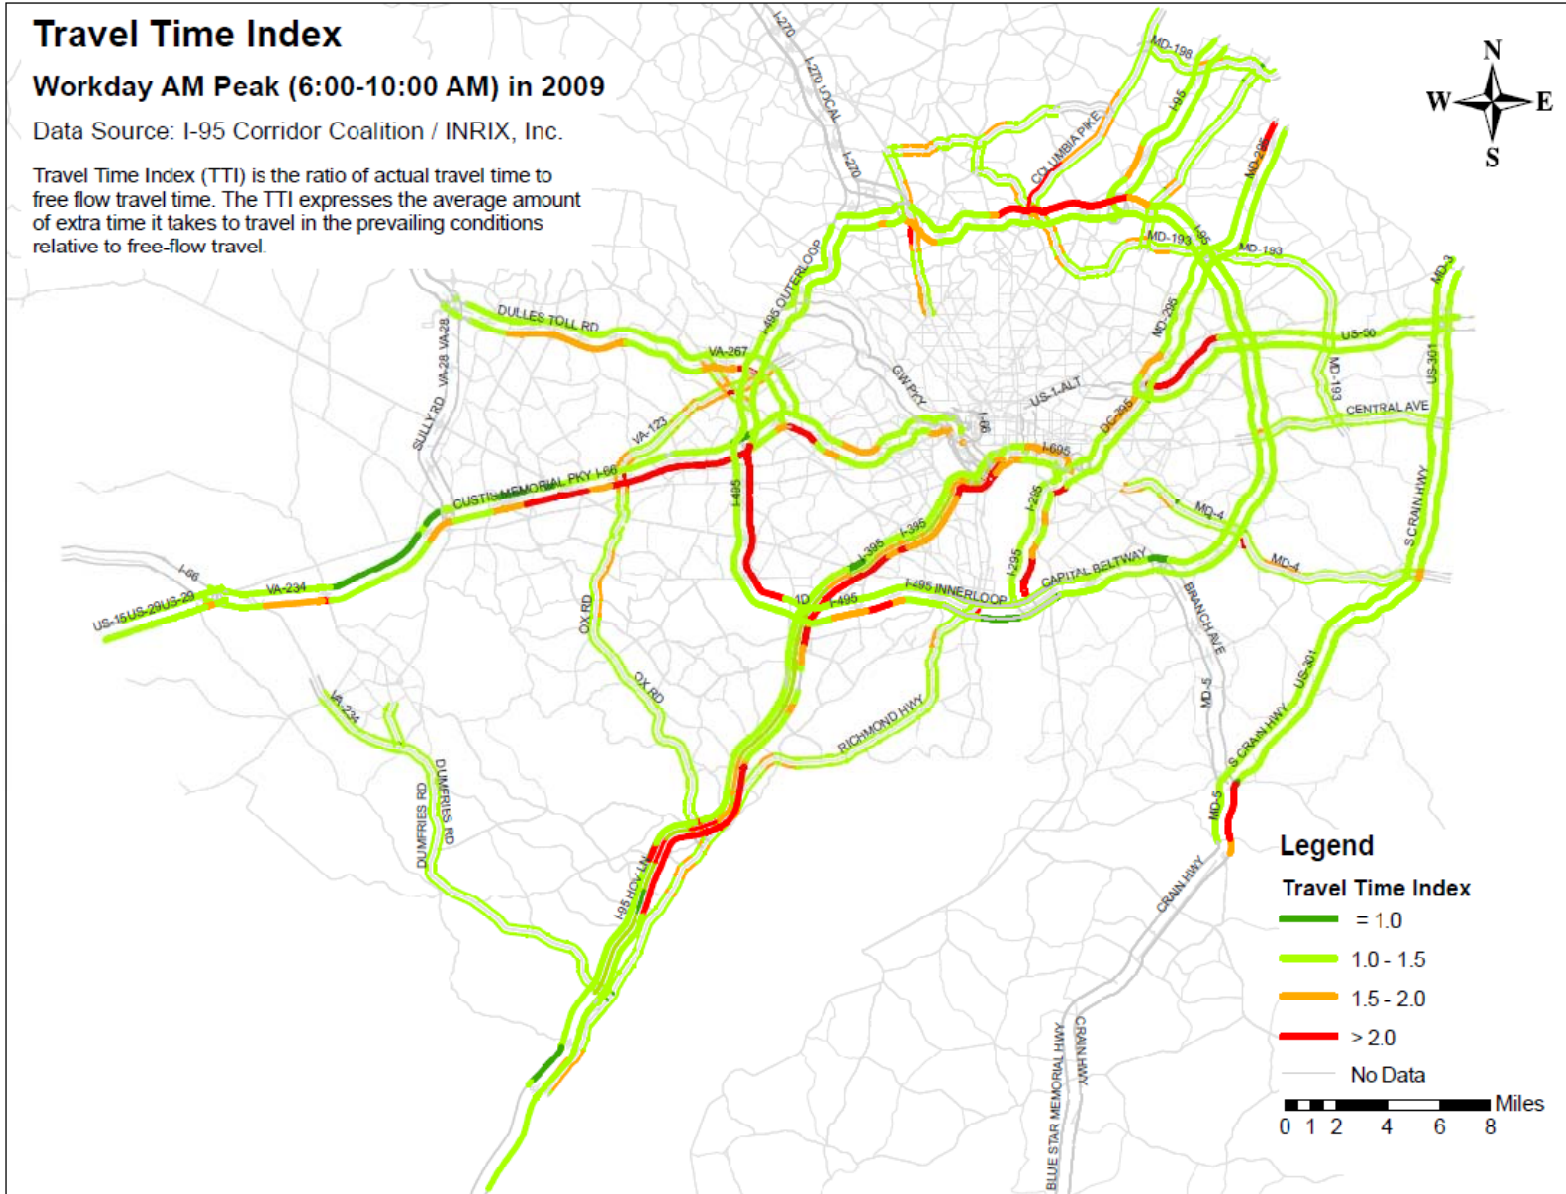 Travel Time Index
Workday AM Peak (6:00-10:00 AM) in 2009
Data Source: I-95 Corridor Coalition / INRIX, Inc.
Travel Time Index (TTI) is the ratio of actual travel time to
free flow travel time. The TTI expresses the average amount
of extra time it takes to travel in the prevailing conditions
relative to free-flow travel.
N
W
E
S
I-270
I-270 LOCAL
I-270
MD-198
I-95
COLUMBIA PIKE
MD-295
I-95
MD-193
MD-193
MD-3
I-495 OUTERLOOP
DULLES TOLL RD
VA-267
VA-28
VA-28
SULLY RD
GW PYY
US-1-ALT
MD-295
US-50
US-301
MD-193
CENTRAL AVE
DC-295
VA-123
I-66
I-695
CUSTIS MEMORIAL PKY
I-66
I-495
I-295
MD-4
S CRAIN HWY
I-395
I-395
I-295
MD-4
CAPITAL BELTWAY
I-66
VA-234
US-15
US-29
US-29
I-495 INNERLOOP
I-495
OX RD
BRANCH AVE
OX RD
US-301
MD-5
VA-234
RICHMOND HWY
S CRAIN HWY
DUMFRIES RD
DUMFRIES RD
MD-5
I-95 HOV LN
CRAIN HWY
BLUE STAR MEMORIAL HWY
CRAIN HWY
Legend
Travel Time Index
= 1.0
1.0 - 1.5
1.5 - 2.0
> 2.0
No Data
Miles
0 1 2 4 6 8